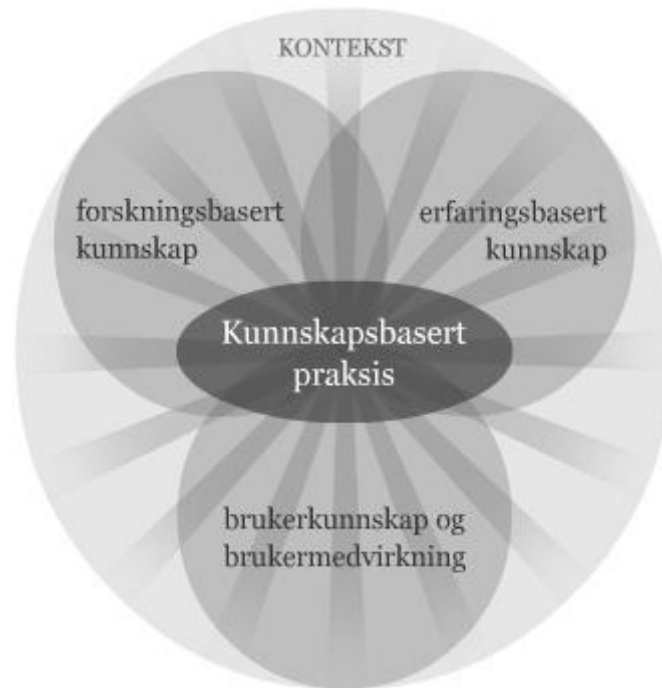 KONTEKST
forskningsbasert
kunnskap
erfaringsbasert
kunnskap
Kunnskapsbasert
praksis
brukerkunnskap og
brukermedvirkning